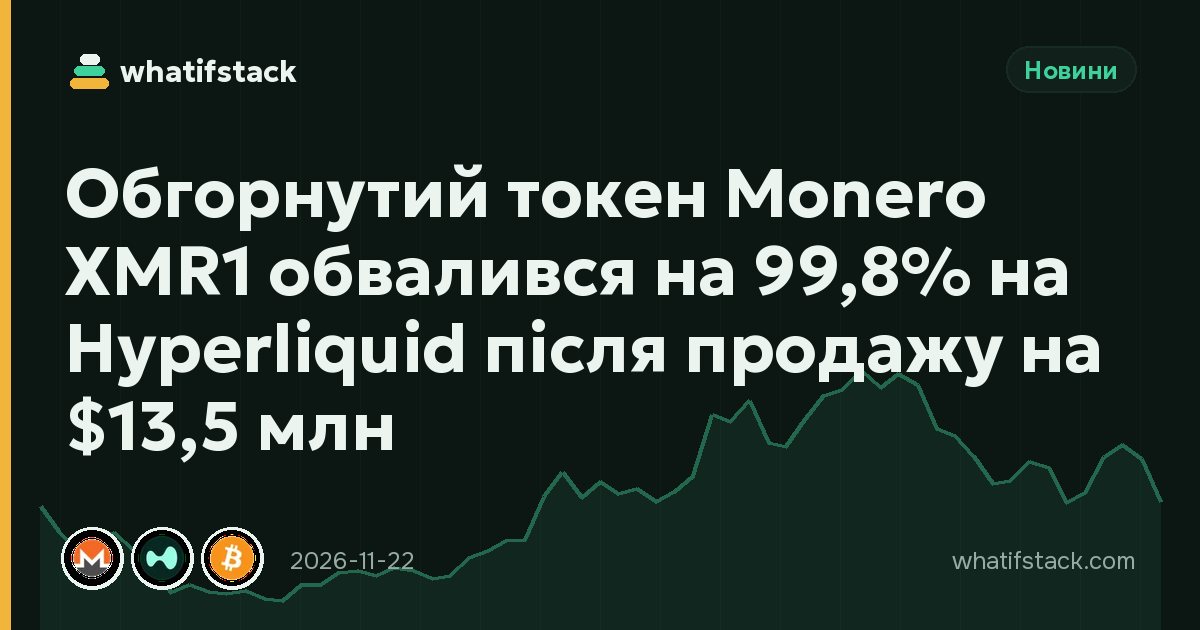 whatifstack
Новини
Обгорнутий токен Monero
XMR1 обвалився на 99,8% на
Hyperliquid після продажу на
$13,5 млн
2026-11-22
whatifstack.com